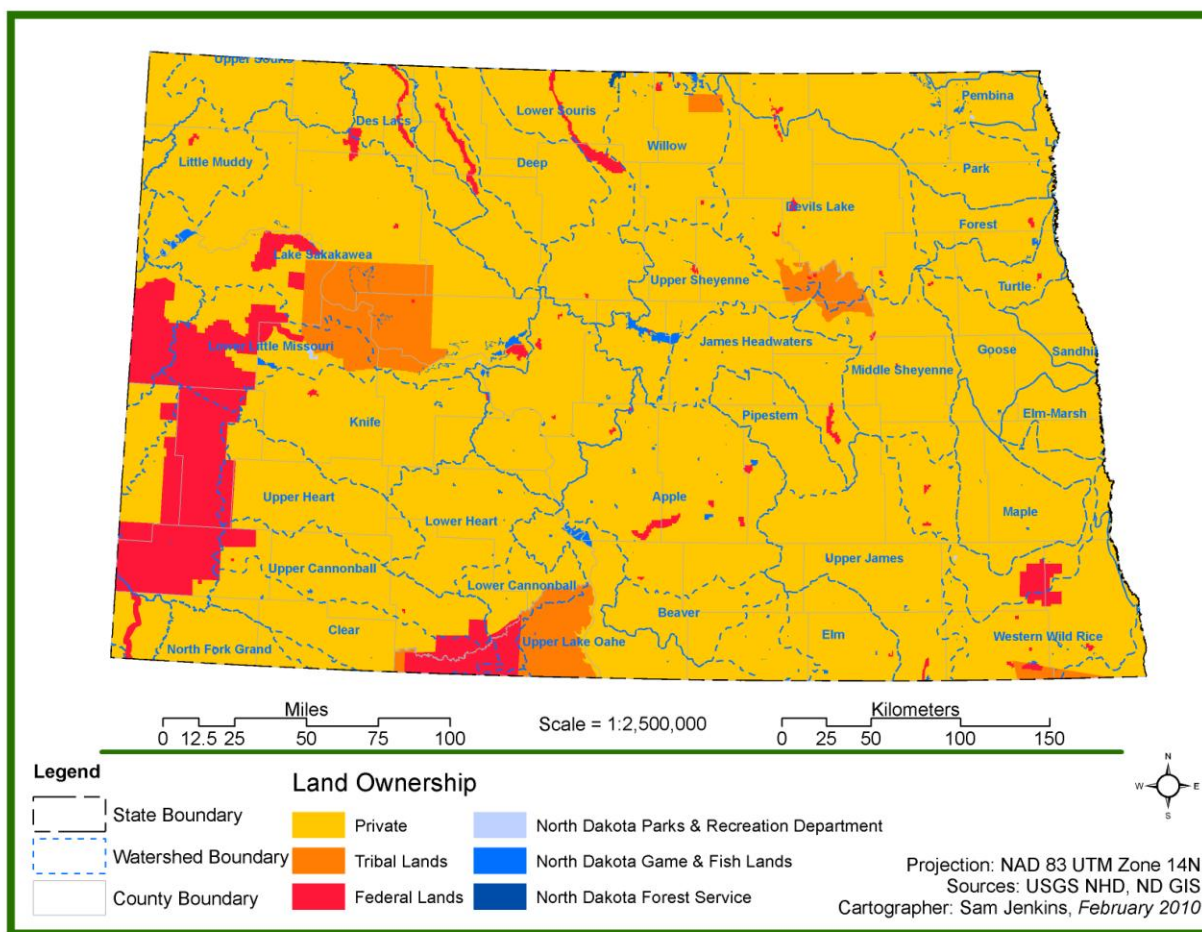 Upper Souris
Pembina
Lower Souris
Des Lacs
Willow
Little Muddy
Deep
Park
Devils Lake
Forest
Lake Sakakawea
Upper Sheyenne
Turtle
Lower Little Missouri
James Headwaters
Goose
Sandhil
Middle Sheyenne
Elm-Marsh
Knife
Pipestem
Upper Heart
Apple
Lower Heart
Maple
Upper Cannonball
Upper James
Lower Cannonball
Beaver
Clear
Elm
Western Wild Rice
North Fork Grand
Upper Lake Oahe
Miles
0 12.5 25 50 75 100
Scale = 1:2,500,000
Kilometers
0 25 50 100 150
Legend
State Boundary
Watershed Boundary
County Boundary
Land Ownership
Private
Tribal Lands
Federal Lands
North Dakota Parks & Recreation Department
North Dakota Game & Fish Lands
North Dakota Forest Service
N
W E
S
Projection: NAD 83 UTM Zone 14N
Sources: USGS NHD, ND GIS
Cartographer: Sam Jenkins, February 2010